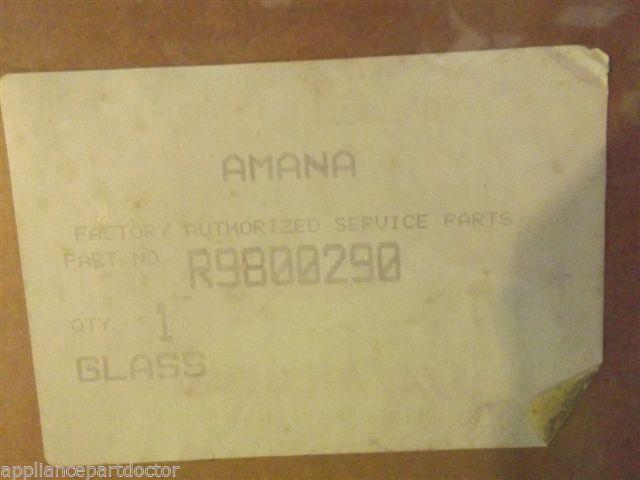 AMANA
FACTORY AUTHORIZED SERVICE PARTS
PART NO R9800290
QTY. 1
GLASS
appliancepartdoctor